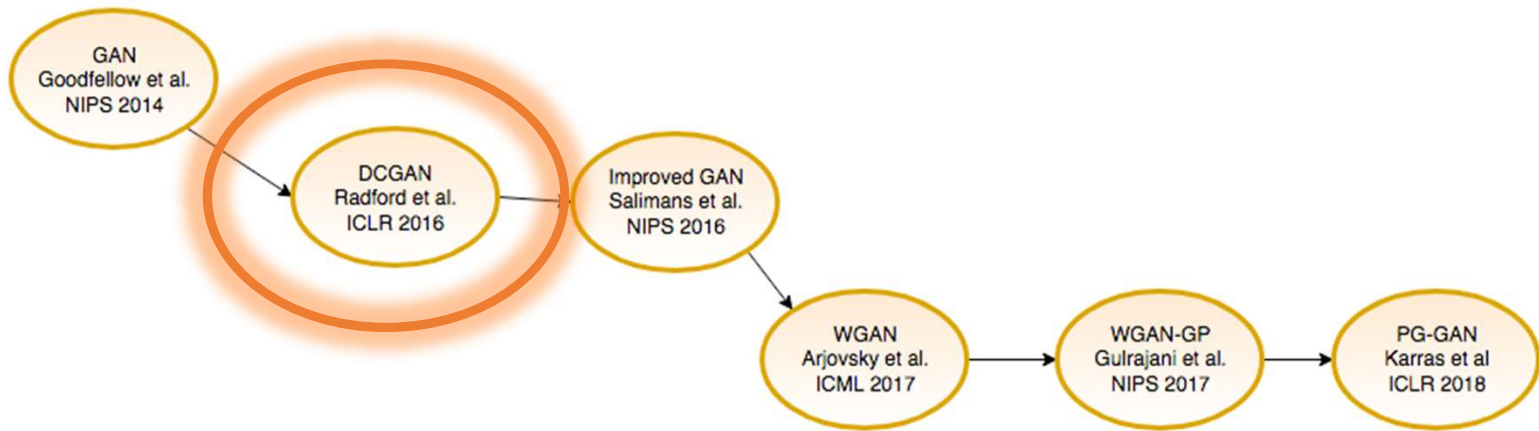 GAN
Goodfellow et al.
NIPS 2014
DCGAN
Radford et al.
ICLR 2016
Improved GAN
Salimans et al.
NIPS 2016
WGAN
Arjovsky et al.
ICML 2017
WGAN-GP
Gulrajani et al.
NIPS 2017
PG-GAN
Karras et al
ICLR 2018